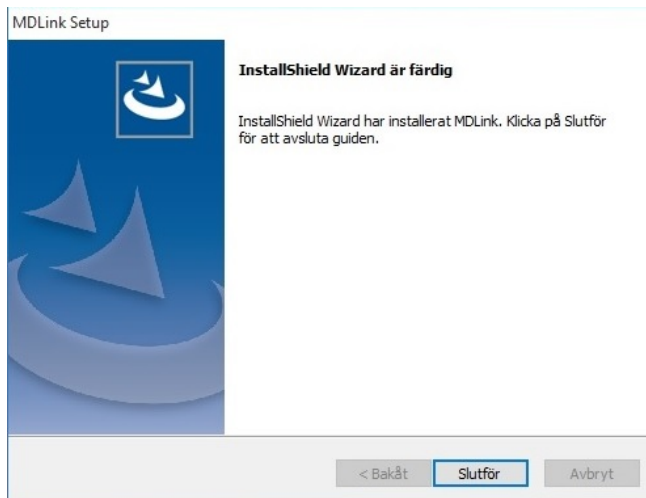 MDLink Setup
InstallShield Wizard är färdig
InstallShield Wizard har installerat MDLink. Klicka på Slutför
för att avsluta guiden.
< Bakåt
Slutför
Avbryt